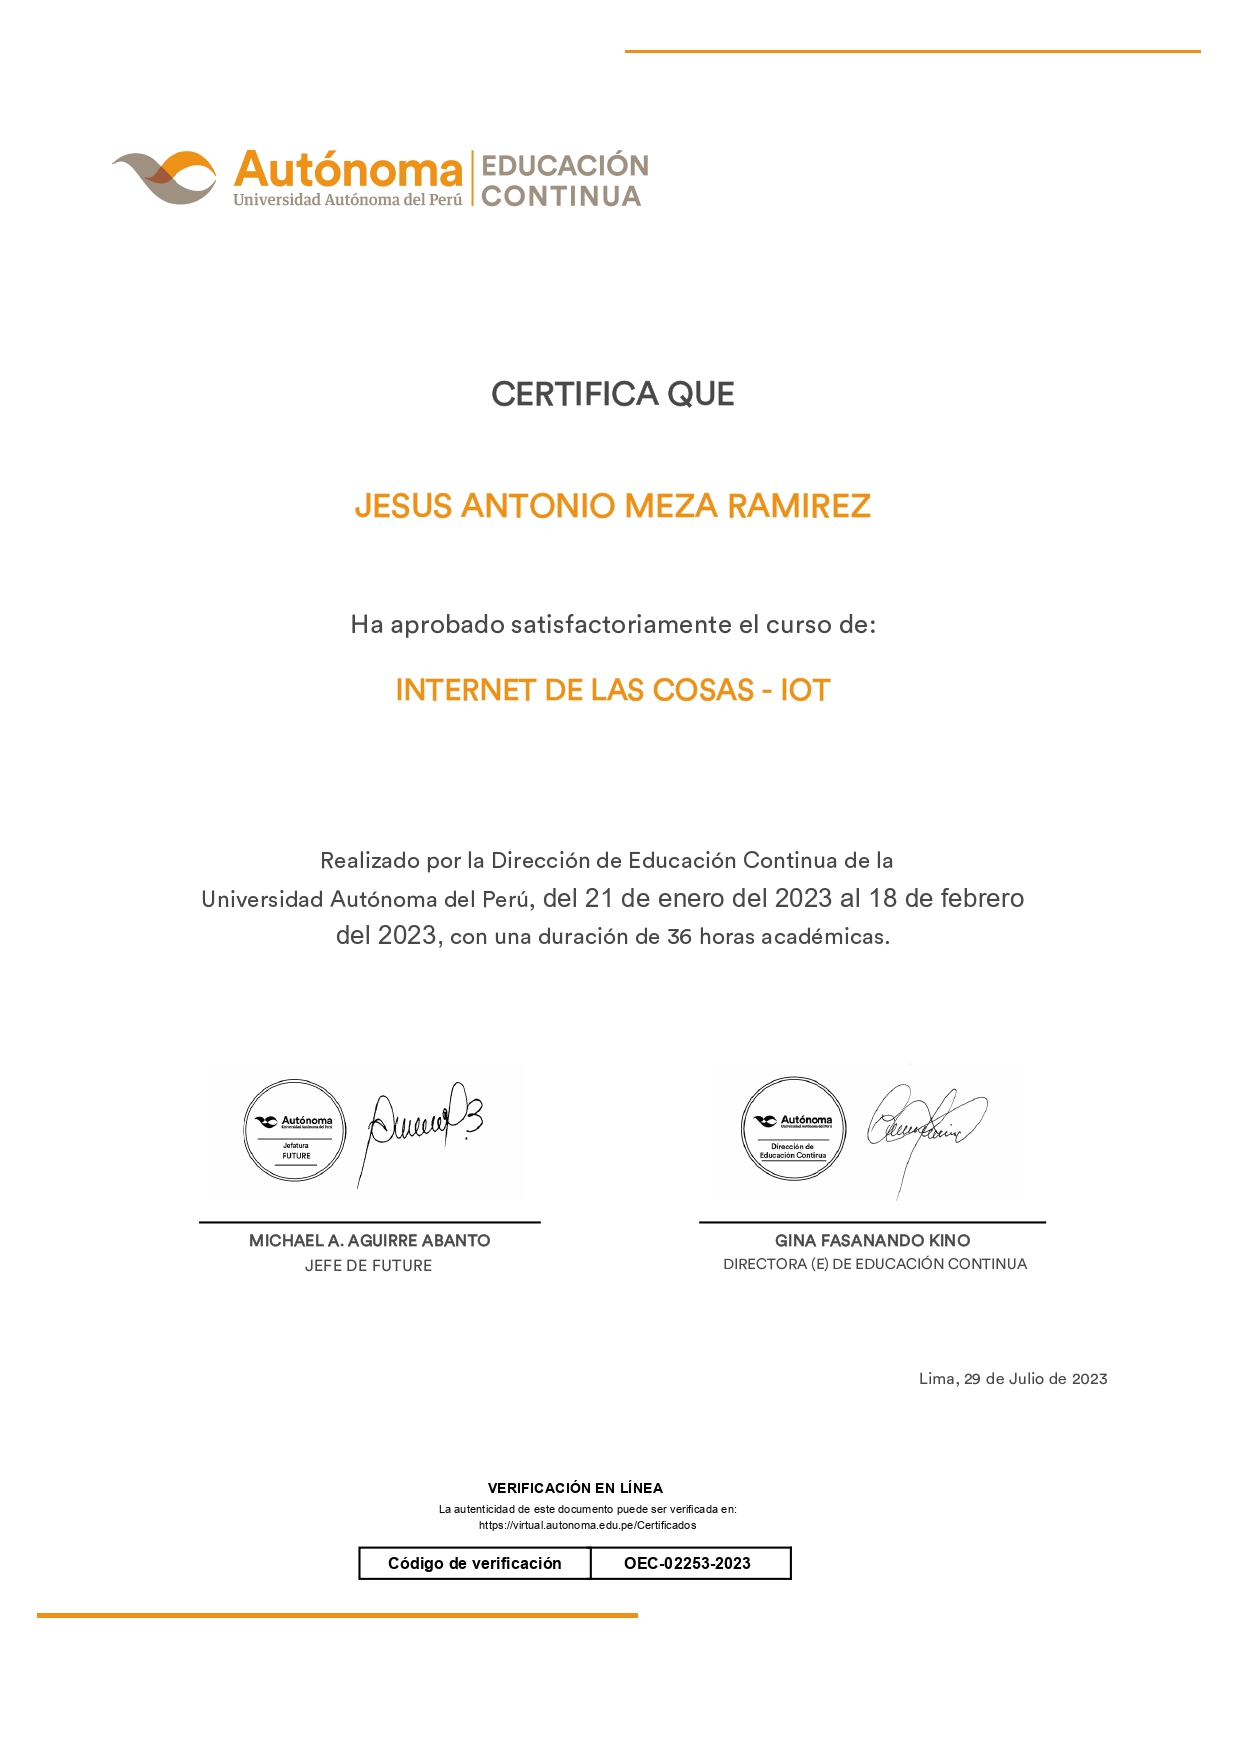 Autónoma
Universidad Autónoma del Perú
EDUCACIÓN
CONTINUA
CERTIFICA QUE
JESUS ANTONIO MEZA RAMIREZ
Ha aprobado satisfactoriamente el curso de:
INTERNET DE LAS COSAS - IOT
Realizado por la Dirección de Educación Continua de la
Universidad Autónoma del Perú, del 21 de enero del 2023 al 18 de febrero
del 2023, con una duración de 36 horas académicas.
Autónoma
Universidad Autónoma del Perú
Jefatura
FUTURE
MICHAEL A. AGUIRRE ABANTO
JEFE DE FUTURE
Autónoma
Universidad Autónoma del Perú
Dirección de
Educación Continua
GINA FASANANDO KINO
DIRECTORA (E) DE EDUCACIÓN CONTINUA
Lima, 29 de Julio de 2023
VERIFICACIÓN EN LÍNEA
La autenticidad de este documento puede ser verificada en:
https://virtual.autonoma.edu.pe/Certificados
Código de verificación OEC-02253-2023